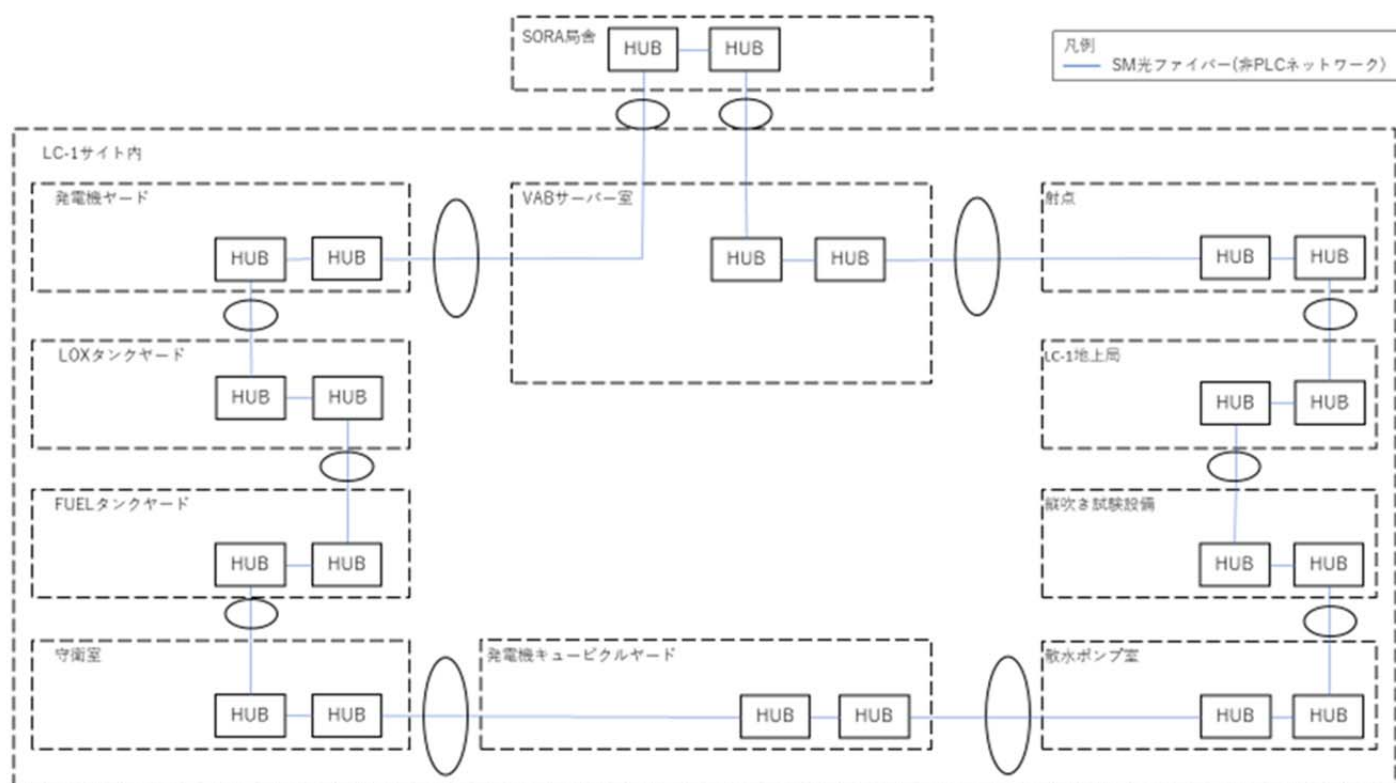 SORA局舎
HUB
HUB
凡例
SM光ファイバー(非PLCネットワーク)
LC-1サイト内
発電機ヤード
HUB
HUB
VABサーバー室
HUB
HUB
射点
HUB
HUB
LOXタンクヤード
HUB
HUB
LC-1地上局
HUB
HUB
FUELタンクヤード
HUB
HUB
縦吹き試験設備
HUB
HUB
守衛室
HUB
HUB
発電機キュービクルヤード
HUB
HUB
散水ポンプ室
HUB
HUB